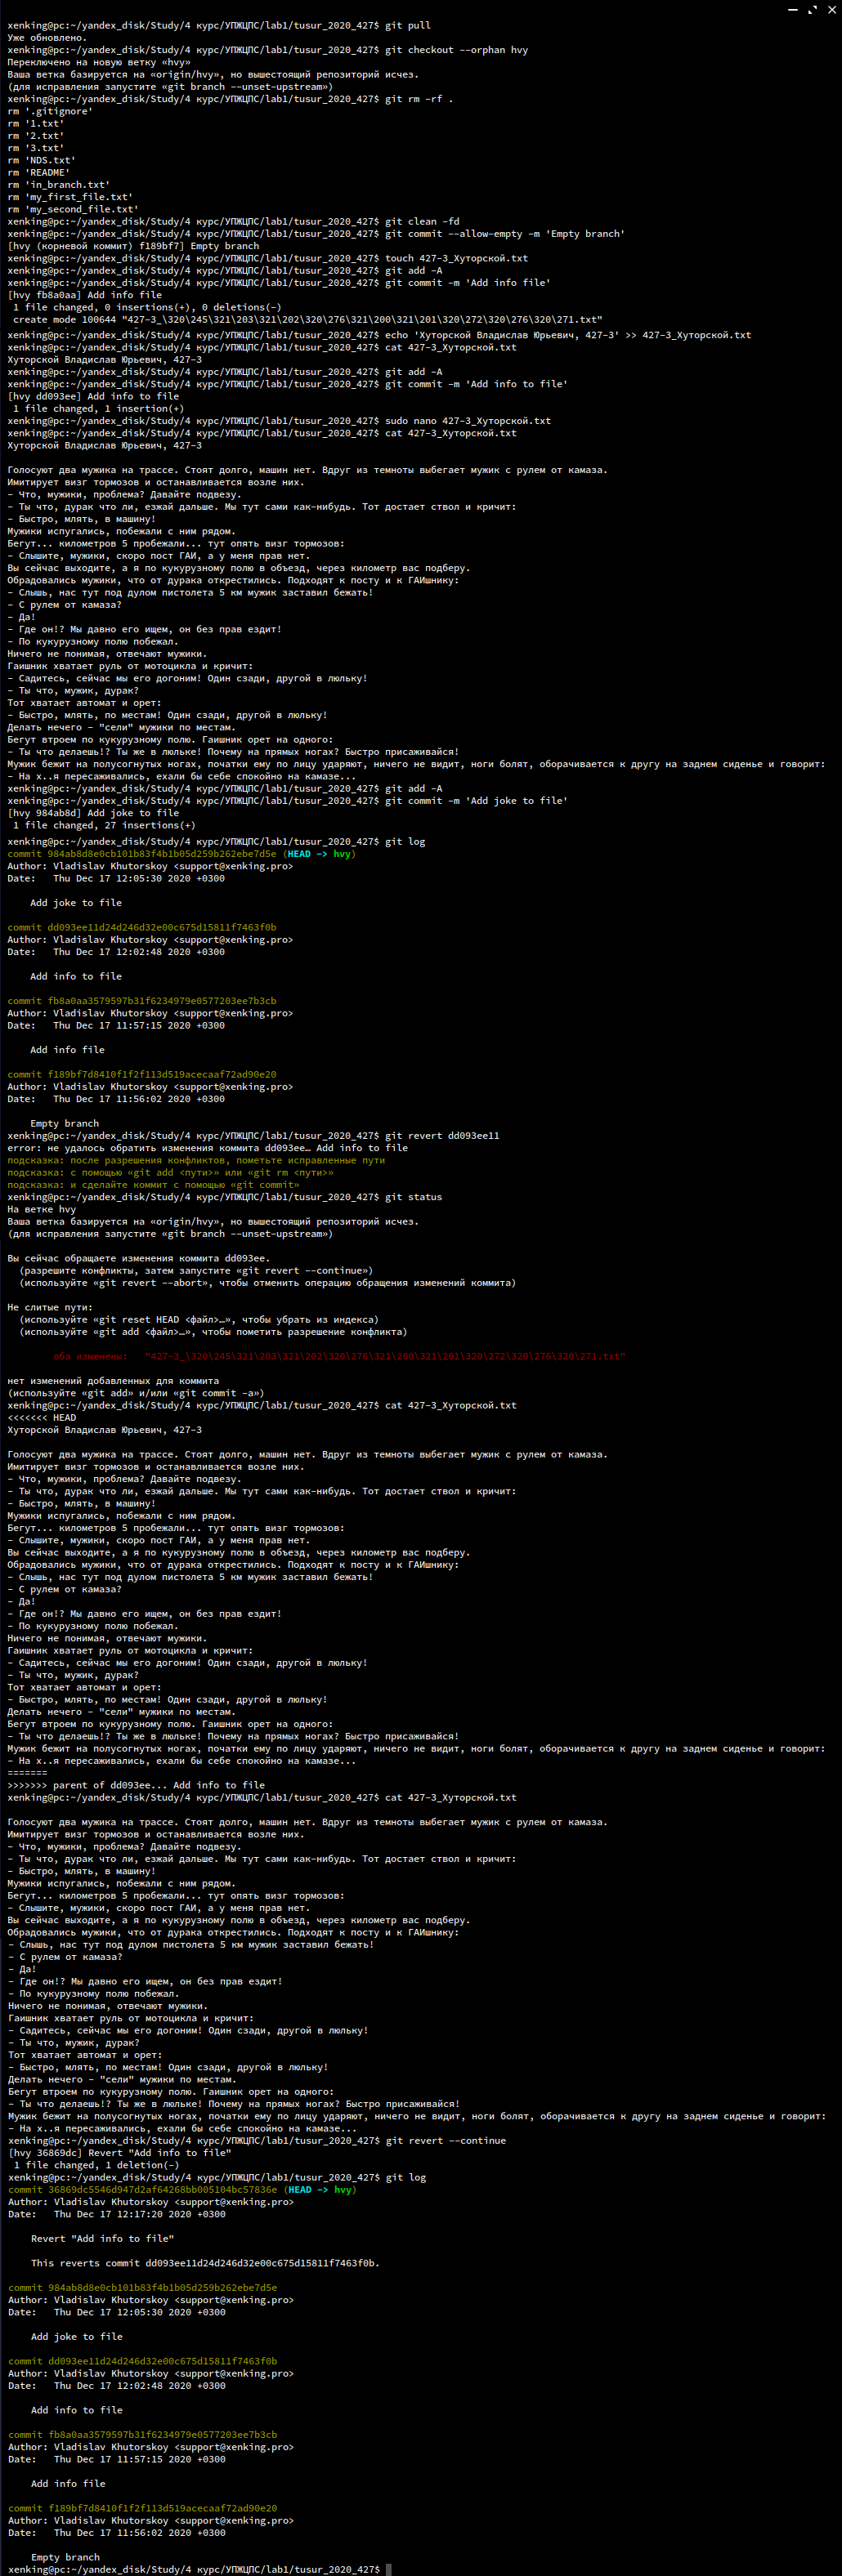 xenking@pc:~/yandex_disk/Study/4 курс/УПЖЦПС/lab1/tusur_2020_427$ git pull
Уже обновлено.
xenking@pc:~/yandex_disk/Study/4 курс/УПЖЦПС/lab1/tusur_2020_427$ git checkout --orphan hvy
Переключено на новую ветку «hvy»
Ваша ветка базируется на «origin/hvy», но вышестоящий репозиторий исчез.
(для исправления запустите «git branch --unset-upstream»)
xenking@pc:~/yandex_disk/Study/4 курс/УПЖЦПС/lab1/tusur_2020_427$ git rm -rf .
rm '.gitignore'
rm '1.txt'
rm '2.txt'
rm '3.txt'
rm 'NDS.txt'
rm 'README'
rm 'in_branch.txt'
rm 'my_first_file.txt'
rm 'my_second_file.txt'
xenking@pc:~/yandex_disk/Study/4 курс/УПЖЦПС/lab1/tusur_2020_427$ git clean -fd
xenking@pc:~/yandex_disk/Study/4 курс/УПЖЦПС/lab1/tusur_2020_427$ git commit --allow-empty -m 'Empty branch'
[hvy (корневой коммит) f189bf7] Empty branch
xenking@pc:~/yandex_disk/Study/4 курс/УПЖЦПС/lab1/tusur_2020_427$ touch 427-3_Хуторской.txt
xenking@pc:~/yandex_disk/Study/4 курс/УПЖЦПС/lab1/tusur_2020_427$ git add -A
xenking@pc:~/yandex_disk/Study/4 курс/УПЖЦПС/lab1/tusur_2020_427$ git commit -m 'Add info file'
[hvy fb8a0aa] Add info file
 1 file changed, 0 insertions(+), 0 deletions(-)
 create mode 100644 "427-3_\320\245\321\203\321\202\320\276\321\200\321\201\320\272\320\276\320\271.txt"
xenking@pc:~/yandex_disk/Study/4 курс/УПЖЦПС/lab1/tusur_2020_427$ echo 'Хуторской Владислав Юрьевич, 427-3' >> 427-3_Хуторской.txt
xenking@pc:~/yandex_disk/Study/4 курс/УПЖЦПС/lab1/tusur_2020_427$ cat 427-3_Хуторской.txt
Хуторской Владислав Юрьевич, 427-3
xenking@pc:~/yandex_disk/Study/4 курс/УПЖЦПС/lab1/tusur_2020_427$ git add -A
xenking@pc:~/yandex_disk/Study/4 курс/УПЖЦПС/lab1/tusur_2020_427$ git commit -m 'Add info to file'
[hvy dd093ee] Add info to file
 1 file changed, 1 insertion(+)
xenking@pc:~/yandex_disk/Study/4 курс/УПЖЦПС/lab1/tusur_2020_427$ sudo nano 427-3_Хуторской.txt
xenking@pc:~/yandex_disk/Study/4 курс/УПЖЦПС/lab1/tusur_2020_427$ cat 427-3_Хуторской.txt
Хуторской Владислав Юрьевич, 427-3

Голосуют два мужика на трассе. Стоят долго, машин нет. Вдруг из темноты выбегает мужик с рулем от камаза.
Имитирует визг тормозов и останавливается возле них.
- Что, мужики, проблема? Давайте подвезу.
- Ты что, дурак что ли, езжай дальше. Мы тут сами как-нибудь. Тот достает ствол и кричит:
- Быстро, млять, в машину!
Мужики испугались, побежали с ним рядом.
Бегут... километров 5 пробежали... тут опять визг тормозов:
- Слышите, мужики, скоро пост ГАИ, а у меня прав нет.
Вы сейчас выходите, а я по кукурузному полю в объезд, через километр вас подберу.
Обрадовались мужики, что от дурака открестились. Подходят к посту и к ГАИшнику:
- Слышь, нас тут под дулом пистолета 5 км мужик заставил бежать!
- С рулем от камаза?
- Да!
- Где он!? Мы давно его ищем, он без прав ездит!
- По кукурузному полю побежал.
Ничего не понимая, отвечают мужики.
Гаишник хватает руль от мотоцикла и кричит:
- Садитесь, сейчас мы его догоним! Один сзади, другой в люльку!
- Ты что, мужик, дурак?
Тот хватает автомат и орет:
- Быстро, млять, по местам! Один сзади, другой в люльку!
Делать нечего - "сели" мужики по местам.
Бегут втроем по кукурузному полю. Гаишник орет на одного:
- Ты что делаешь!? Ты же в люльке! Почему на прямых ногах? Быстро присаживайся!
Мужик бежит на полусогнутых ногах, початки ему по лицу ударяют, ничего не видит, ноги болят, оборачивается к другу на заднем сиденье и говорит:
- На х..я пересаживались, ехали бы себе спокойно на камазе...
xenking@pc:~/yandex_disk/Study/4 курс/УПЖЦПС/lab1/tusur_2020_427$ git add -A
xenking@pc:~/yandex_disk/Study/4 курс/УПЖЦПС/lab1/tusur_2020_427$ git commit -m 'Add joke to file'
[hvy 984ab8d] Add joke to file
 1 file changed, 27 insertions(+)
xenking@pc:~/yandex_disk/Study/4 курс/УПЖЦПС/lab1/tusur_2020_427$ git log
commit 984ab8d8e0cb101b83f4b1b05d259b262ebe7d5e (HEAD -> hvy)
Author: Vladislav Khutorskoy <support@xenking.pro>
Date:   Thu Dec 17 12:05:30 2020 +0300

    Add joke to file

commit dd093ee11d24d246d32e00c675d15811f7463f0b
Author: Vladislav Khutorskoy <support@xenking.pro>
Date:   Thu Dec 17 12:02:48 2020 +0300

    Add info to file

commit fb8a0aa3579597b31f6234979e0577203ee7b3cb
Author: Vladislav Khutorskoy <support@xenking.pro>
Date:   Thu Dec 17 11:57:15 2020 +0300

    Add info file

commit f189bf7d8410f1f2f113d519acecaaf72ad90e20
Author: Vladislav Khutorskoy <support@xenking.pro>
Date:   Thu Dec 17 11:56:02 2020 +0300

    Empty branch
xenking@pc:~/yandex_disk/Study/4 курс/УПЖЦПС/lab1/tusur_2020_427$ git revert dd093ee11
error: не удалось обратить изменения коммита dd093ee… Add info to file
подсказка: после разрешения конфликтов, пометьте исправленные пути
подсказка: с помощью «git add <пути>» или «git rm <пути>»
подсказка: и сделайте коммит с помощью «git commit»
xenking@pc:~/yandex_disk/Study/4 курс/УПЖЦПС/lab1/tusur_2020_427$ git status
На ветке hvy
Ваша ветка базируется на «origin/hvy», но вышестоящий репозиторий исчез.
(для исправления запустите «git branch --unset-upstream»)

Вы сейчас обращаете изменения коммита dd093ee.
  (разрешите конфликты, затем запустите «git revert --continue»)
  (используйте «git revert --abort», чтобы отменить операцию обращения изменений коммита)

Не слитые пути:
  (используйте «git reset HEAD <файл>…», чтобы убрать из индекса)
  (используйте «git add <файл>…», чтобы пометить разрешение конфликта)

        оба изменены:   "427-3_\320\245\321\203\321\202\320\276\321\200\321\201\320\272\320\276\320\271.txt"

нет изменений добавленных для коммита
(используйте «git add» и/или «git commit -a»)
xenking@pc:~/yandex_disk/Study/4 курс/УПЖЦПС/lab1/tusur_2020_427$ cat 427-3_Хуторской.txt
<<<<<<< HEAD
Хуторской Владислав Юрьевич, 427-3

Голосуют два мужика на трассе. Стоят долго, машин нет. Вдруг из темноты выбегает мужик с рулем от камаза.
Имитирует визг тормозов и останавливается возле них.
- Что, мужики, проблема? Давайте подвезу.
- Ты что, дурак что ли, езжай дальше. Мы тут сами как-нибудь. Тот достает ствол и кричит:
- Быстро, млять, в машину!
Мужики испугались, побежали с ним рядом.
Бегут... километров 5 пробежали... тут опять визг тормозов:
- Слышите, мужики, скоро пост ГАИ, а у меня прав нет.
Вы сейчас выходите, а я по кукурузному полю в объезд, через километр вас подберу.
Обрадовались мужики, что от дурака открестились. Подходят к посту и к ГАИшнику:
- Слышь, нас тут под дулом пистолета 5 км мужик заставил бежать!
- С рулем от камаза?
- Да!
- Где он!? Мы давно его ищем, он без прав ездит!
- По кукурузному полю побежал.
Ничего не понимая, отвечают мужики.
Гаишник хватает руль от мотоцикла и кричит:
- Садитесь, сейчас мы его догоним! Один сзади, другой в люльку!
- Ты что, мужик, дурак?
Тот хватает автомат и орет:
- Быстро, млять, по местам! Один сзади, другой в люльку!
Делать нечего - "сели" мужики по местам.
Бегут втроем по кукурузному полю. Гаишник орет на одного:
- Ты что делаешь!? Ты же в люльке! Почему на прямых ногах? Быстро присаживайся!
Мужик бежит на полусогнутых ногах, початки ему по лицу ударяют, ничего не видит, ноги болят, оборачивается к другу на заднем сиденье и говорит:
- На х..я пересаживались, ехали бы себе спокойно на камазе...
=======
>>>>>>> parent of dd093ee... Add info to file
xenking@pc:~/yandex_disk/Study/4 курс/УПЖЦПС/lab1/tusur_2020_427$ cat 427-3_Хуторской.txt

Голосуют два мужика на трассе. Стоят долго, машин нет. Вдруг из темноты выбегает мужик с рулем от камаза.
Имитирует визг тормозов и останавливается возле них.
- Что, мужики, проблема? Давайте подвезу.
- Ты что, дурак что ли, езжай дальше. Мы тут сами как-нибудь. Тот достает ствол и кричит:
- Быстро, млять, в машину!
Мужики испугались, побежали с ним рядом.
Бегут... километров 5 пробежали... тут опять визг тормозов:
- Слышите, мужики, скоро пост ГАИ, а у меня прав нет.
Вы сейчас выходите, а я по кукурузному полю в объезд, через километр вас подберу.
Обрадовались мужики, что от дурака открестились. Подходят к посту и к ГАИшнику:
- Слышь, нас тут под дулом пистолета 5 км мужик заставил бежать!
- С рулем от камаза?
- Да!
- Где он!? Мы давно его ищем, он без прав ездит!
- По кукурузному полю побежал.
Ничего не понимая, отвечают мужики.
Гаишник хватает руль от мотоцикла и кричит:
- Садитесь, сейчас мы его догоним! Один сзади, другой в люльку!
- Ты что, мужик, дурак?
Тот хватает автомат и орет:
- Быстро, млять, по местам! Один сзади, другой в люльку!
Делать нечего - "сели" мужики по местам.
Бегут втроем по кукурузному полю. Гаишник орет на одного:
- Ты что делаешь!? Ты же в люльке! Почему на прямых ногах? Быстро присаживайся!
Мужик бежит на полусогнутых ногах, початки ему по лицу ударяют, ничего не видит, ноги болят, оборачивается к другу на заднем сиденье и говорит:
- На х..я пересаживались, ехали бы себе спокойно на камазе...
xenking@pc:~/yandex_disk/Study/4 курс/УПЖЦПС/lab1/tusur_2020_427$ git revert --continue
[hvy 36869dc] Revert "Add info to file"
 1 file changed, 1 deletion(-)
xenking@pc:~/yandex_disk/Study/4 курс/УПЖЦПС/lab1/tusur_2020_427$ git log
commit 36869dc5546d947d2af64268bb005104bc57836e (HEAD -> hvy)
Author: Vladislav Khutorskoy <support@xenking.pro>
Date:   Thu Dec 17 12:17:20 2020 +0300

    Revert "Add info to file"

    This reverts commit dd093ee11d24d246d32e00c675d15811f7463f0b.

commit 984ab8d8e0cb101b83f4b1b05d259b262ebe7d5e
Author: Vladislav Khutorskoy <support@xenking.pro>
Date:   Thu Dec 17 12:05:30 2020 +0300

    Add joke to file

commit dd093ee11d24d246d32e00c675d15811f7463f0b
Author: Vladislav Khutorskoy <support@xenking.pro>
Date:   Thu Dec 17 12:02:48 2020 +0300

    Add info to file

commit fb8a0aa3579597b31f6234979e0577203ee7b3cb
Author: Vladislav Khutorskoy <support@xenking.pro>
Date:   Thu Dec 17 11:57:15 2020 +0300

    Add info file

commit f189bf7d8410f1f2f113d519acecaaf72ad90e20
Author: Vladislav Khutorskoy <support@xenking.pro>
Date:   Thu Dec 17 11:56:02 2020 +0300

    Empty branch
xenking@pc:~/yandex_disk/Study/4 курс/УПЖЦПС/lab1/tusur_2020_427$